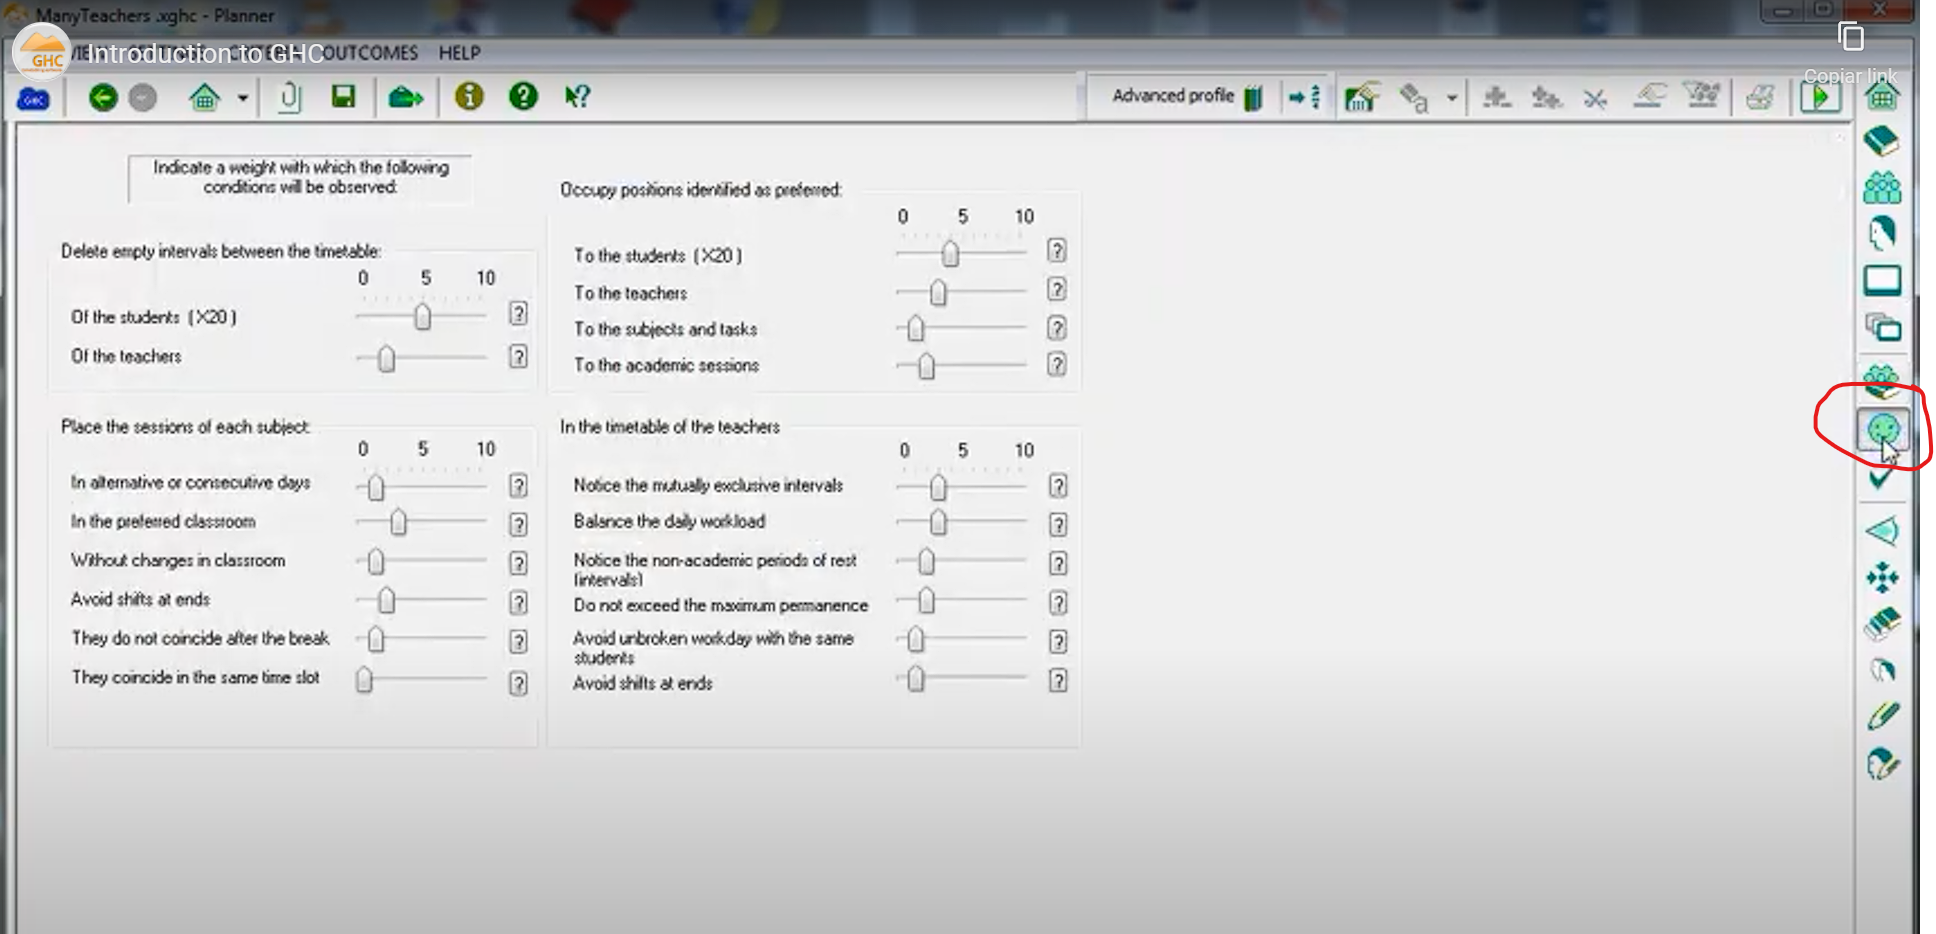 ManyTeachers .xghc - Planner
GHC
Introduction to GHC
OUTCOMES HELP
Copiar link
GHC
Advanced profile
Indicate a weight with which the following
conditions will be observed:
Delete empty intervals between the timetable:
0 5 10
Of the students (X20)
?
Of the teachers
?
Occupy positions identified as preferred:
0 5 10
To the students (X20)
?
To the teachers
?
To the subjects and tasks
?
To the academic sessions
?
Place the sessions of each subject:
0 5 10
In alternative or consecutive days
?
In the preferred classroom
?
Without changes in classroom
?
Avoid shifts at ends
?
They do not coincide after the break
?
They coincide in the same time slot
?
In the timetable of the teachers
0 5 10
Notice the mutually exclusive intervals
?
Balance the daily workload
?
Notice the non-academic periods of rest
(intervals)
?
Do not exceed the maximum permanence
?
Avoid unbroken workday with the same
students
?
Avoid shifts at ends
?